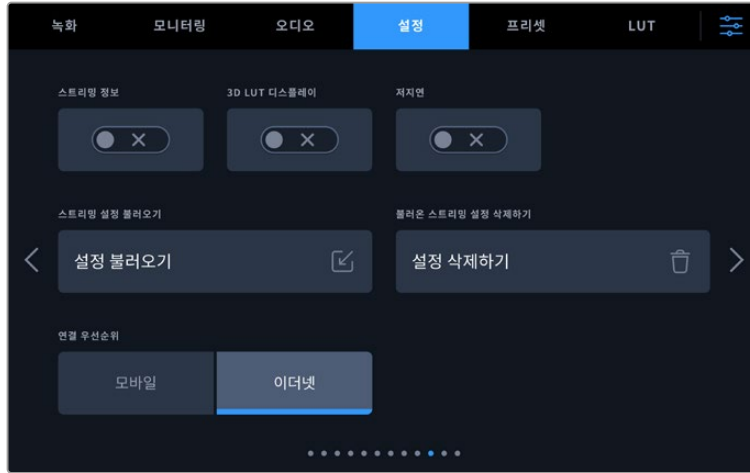 녹화 모니터링 오디오 설정 프리셋 LUT
스트리밍 정보 3D LUT 디스플레이 저지연
스트리밍 설정 불러오기 불러온 스트리밍 설정 삭제하기
설정 불러오기 설정 삭제하기
연결 우선순위
모바일 이더넷